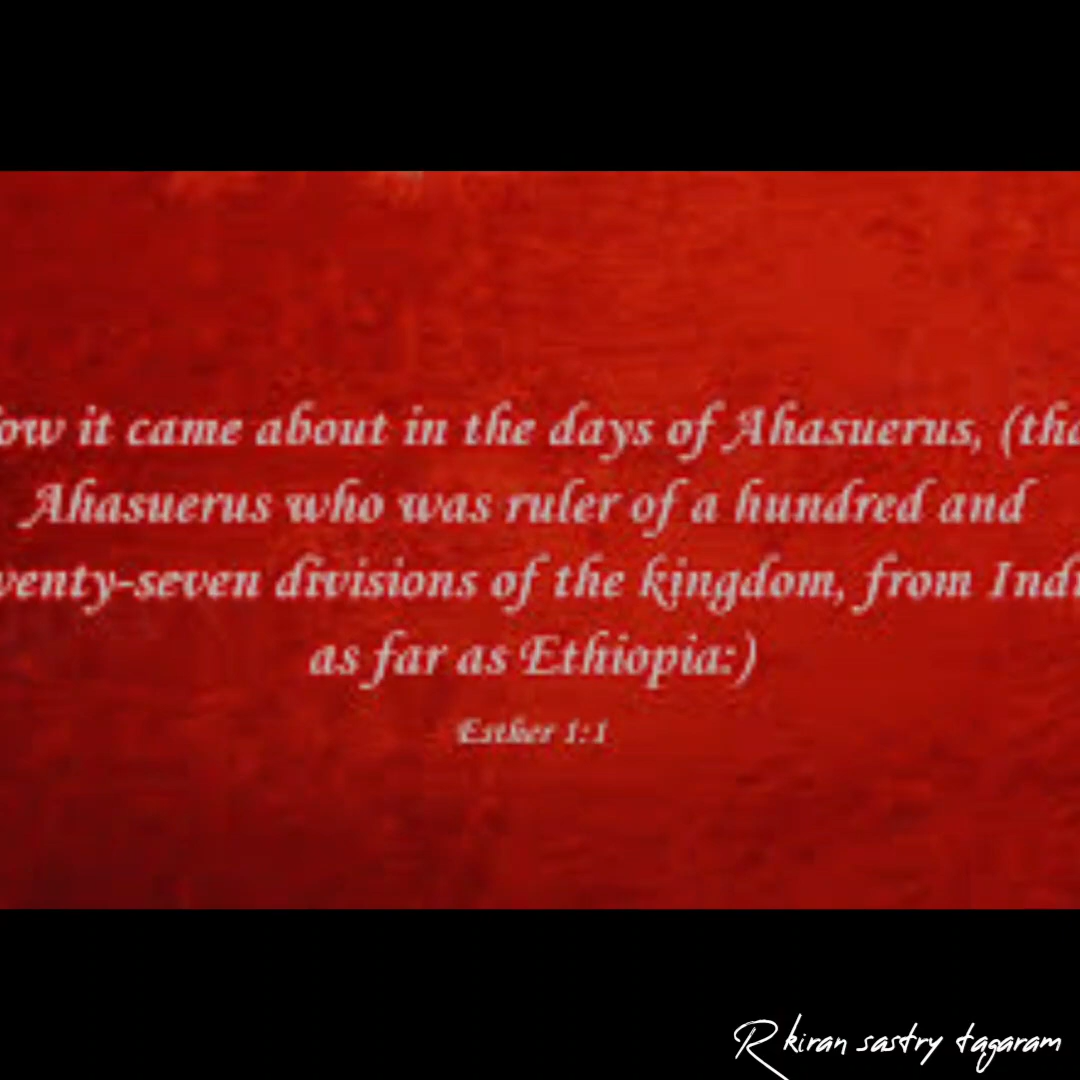 ow it came about in the days of Ahasuerus, (tha
Ahasuerus who was ruler of a hundred and
venty-seven divisions of the kingdom, from Indi
as far as Ethiopia:)
Esther 1:1
R kiran sastry tagaram